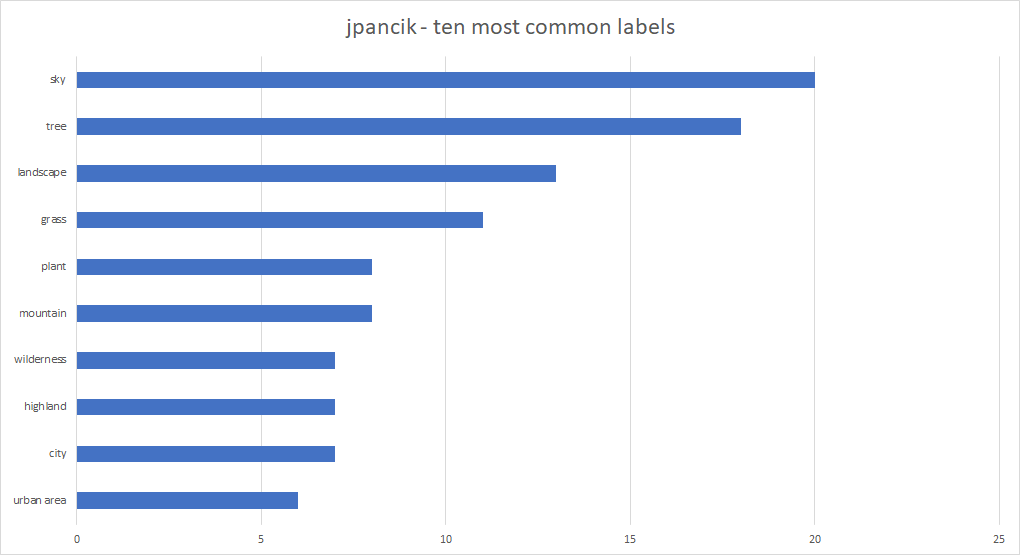 jpancik - ten most common labels
sky
tree
landscape
grass
plant
mountain
wilderness
highland
city
urban area
0 5 10 15 20 25